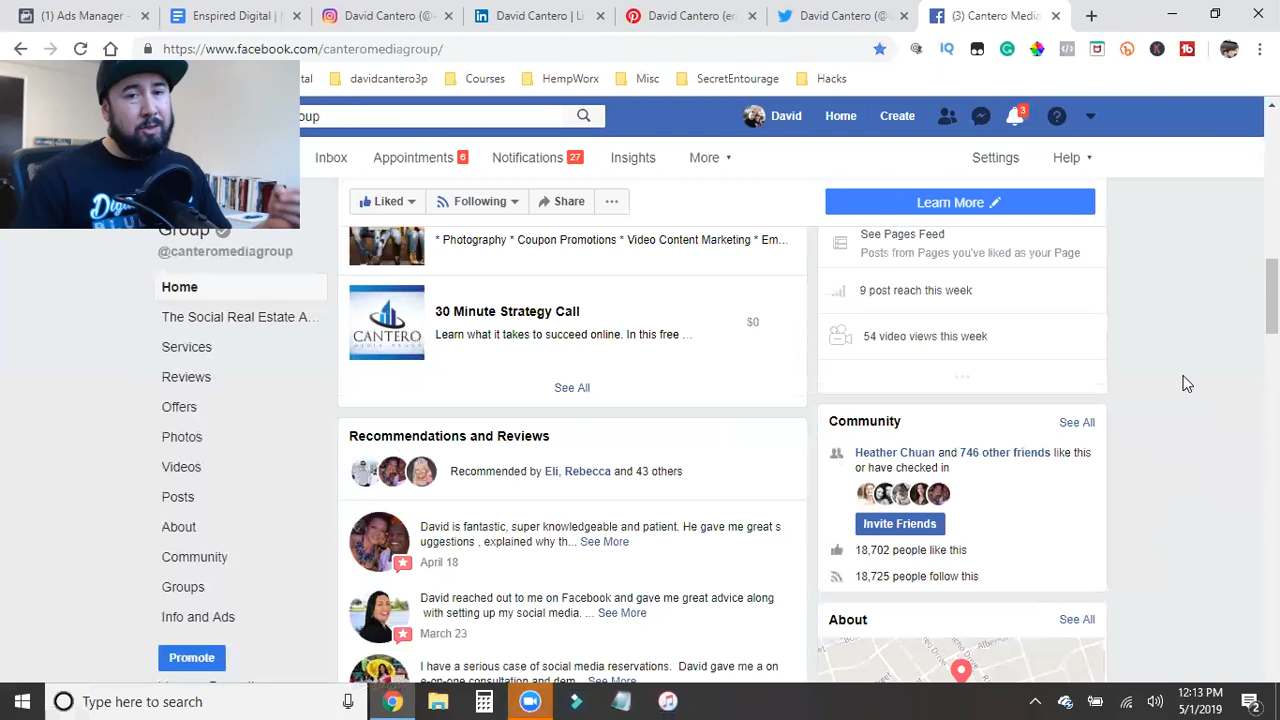 (1) Ads Manager -
Enspired Digital |
David Cantero (@
David Cantero | Li
David Cantero (en
David Cantero (@
(3) Cantero Media
https://www.facebook.com/canteromediagroup/
tal
davidcantero3p
Courses
HempWorx
Misc
SecretEntourage
Hacks
oup
David
Home
Create
3
Inbox
Appointments 6
Notifications 27
Insights
More
Settings
Help
Liked
Following
Share
Learn More
Group
@canteromediagroup
Home
The Social Real Estate A...
Services
Reviews
Offers
Photos
Videos
Posts
About
Community
Groups
Info and Ads
Promote
* Photography * Coupon Promotions * Video Content Marketing * Em...
CANTERO
30 Minute Strategy Call
Learn what it takes to succeed online. In this free ...
$0
See All
Recommendations and Reviews
Recommended by Eli, Rebecca and 43 others
David is fantastic, super knowledgeable and patient. He gave me great s
uggestions , explained why th... See More
April 18
David reached out to me on Facebook and gave me great advice along
with setting up my social media. ... See More
March 23
I have a serious case of social media reservations. David gave me a on
e-on-one consultation and dem... See More
See Pages Feed
Posts from Pages you've liked as your Page
9 post reach this week
54 video views this week
Community
See All
Heather Chuan and 746 other friends like this
or have checked in
Invite Friends
18,702 people like this
18,725 people follow this
About
See All
Type here to search
12:13 PM
5/1/2019
2